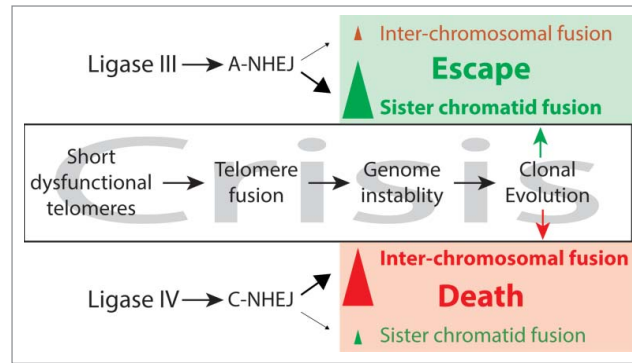 Ligase III → A-NHEJ
Inter-chromosomal fusion
Escape
Sister chromatid fusion
Crisis
Short
dysfunctional
telomeres
Telomere
fusion
Genome
instablity
Clonal
Evolution
Ligase IV → C-NHEJ
Inter-chromosomal fusion
Death
Sister chromatid fusion